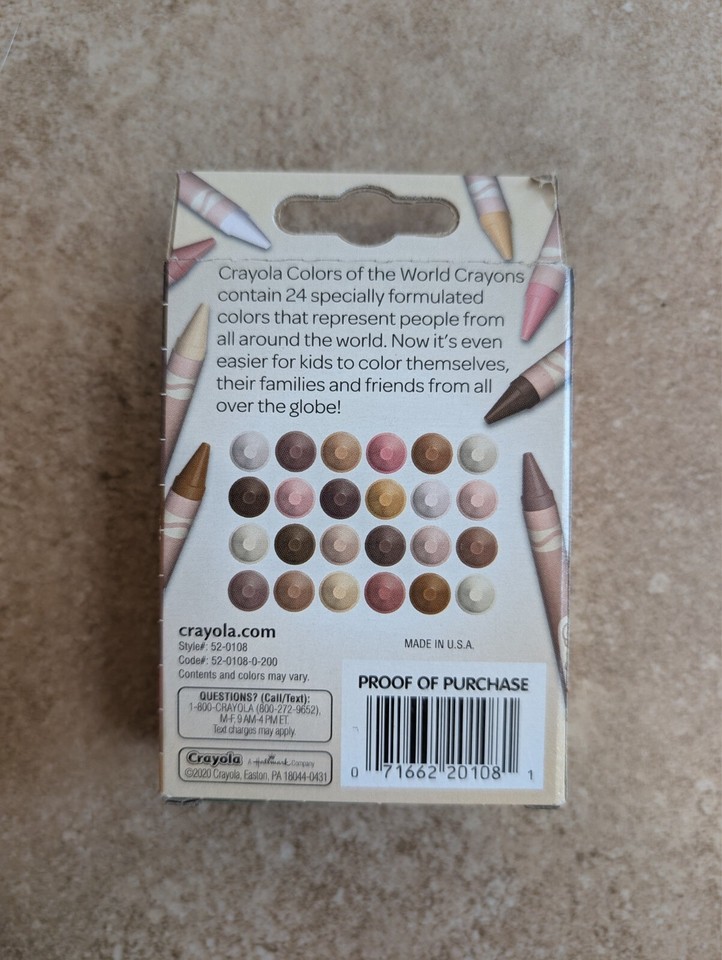 Crayola Colors of the World Crayons
contain 24 specially formulated
colors that represent people from
all around the world. Now it's even
easier for kids to color themselves,
their families and friends from all
over the globe!
crayola.com
Style#: 52-0108
Code#: 52-0108-0-200
Contents and colors may vary.
MADE IN U.S.A.
QUESTIONS? (Call/Text):
1-800-CRAYOLA (800-272-9652),
M-F, 9 AM-4 PM ET.
Text charges may apply.
Crayola A Hallmark Company
©2020 Crayola, Easton, PA 18044-0431
PROOF OF PURCHASE
0 71662 20108 1